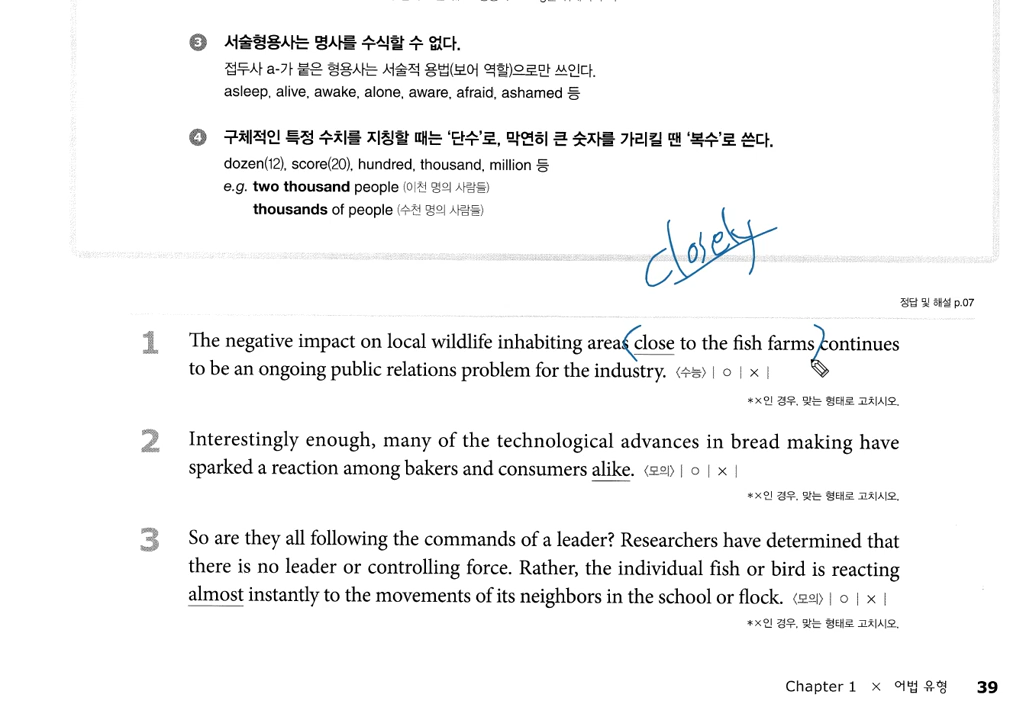 ③ 서술형용사는 명사를 수식할 수 없다.
접두사 a-가 붙은 형용사는 서술적 용법(보어 역할)으로만 쓰인다.
asleep, alive, awake, alone, aware, afraid, ashamed 등
④ 구체적인 특정 수치를 지칭할 때는 ‘단수’로, 막연히 큰 숫자를 가리킬 땐 ‘복수’로 쓴다.
dozen(12), score(20), hundred, thousand, million 등
e.g. two thousand people (이천 명의 사람들)
thousands of people (수천 명의 사람들)
closely
정답 및 해설 p.07
1 The negative impact on local wildlife inhabiting areas (close to the fish farms) continues
to be an ongoing public relations problem for the industry. 〈수능〉 | ○ | × |
*×인 경우, 맞는 형태로 고치시오.
2 Interestingly enough, many of the technological advances in bread making have
sparked a reaction among bakers and consumers alike. 〈모의〉 | ○ | × |
*×인 경우, 맞는 형태로 고치시오.
3 So are they all following the commands of a leader? Researchers have determined that
there is no leader or controlling force. Rather, the individual fish or bird is reacting
almost instantly to the movements of its neighbors in the school or flock. 〈모의〉 | ○ | × |
*×인 경우, 맞는 형태로 고치시오.
Chapter 1 × 어법 유형 39